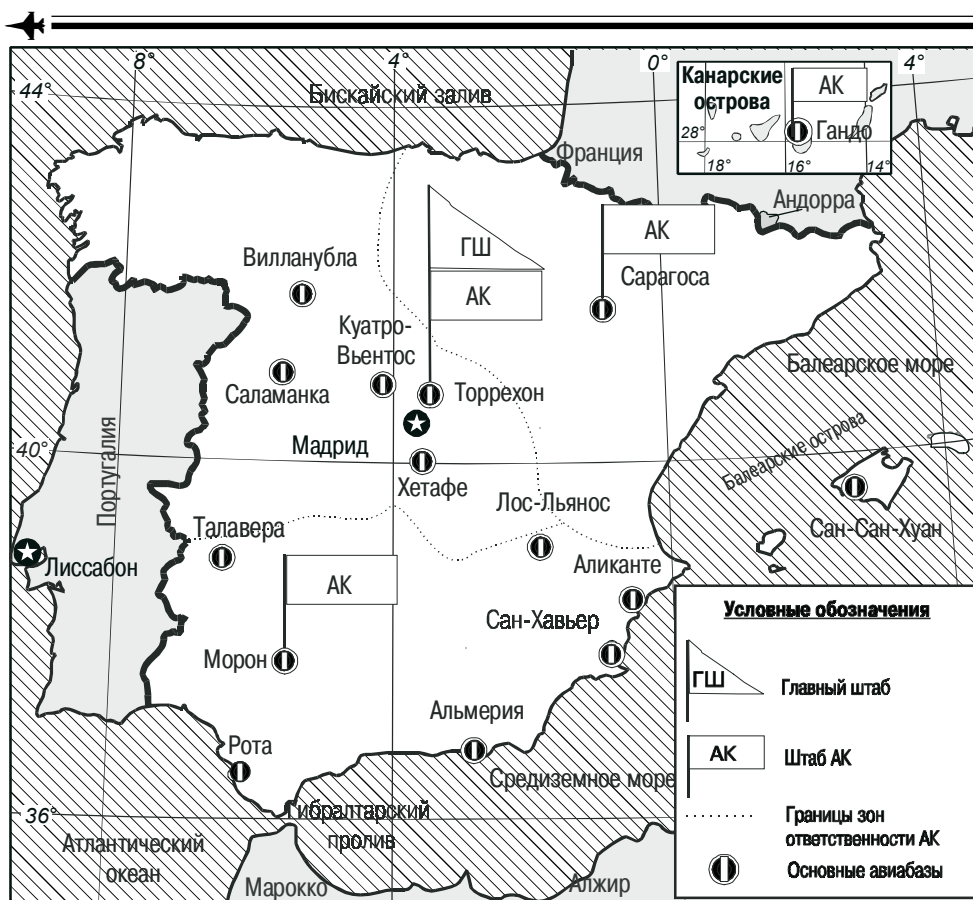 8°
4°
0°
4°
44°
Бискайский залив
Канарские
острова
АК
28°
Гандо
18°
16°
14°
Франция
Андорра
ГШ
АК
АК
Сарагоса
Вилланубла
Куатро-
Вьентос
Саламанка
Торрехон
Балеарское море
Мадрид
40°
Хетафе
Балеарские острова
Португалия
Лос-Льянос
Талавера
Сан-Сан-Хуан
Лиссабон
Аликанте
АК
Сан-Хавьер
Морон
Альмерия
Рота
Средиземное море
36°
Гибралтарский
пролив
Атлантический
океан
Марокко
Алжир
Условные обозначения
ГШ
Главный штаб
АК
Штаб АК
Границы зон
ответственности АК
Основные авиабазы